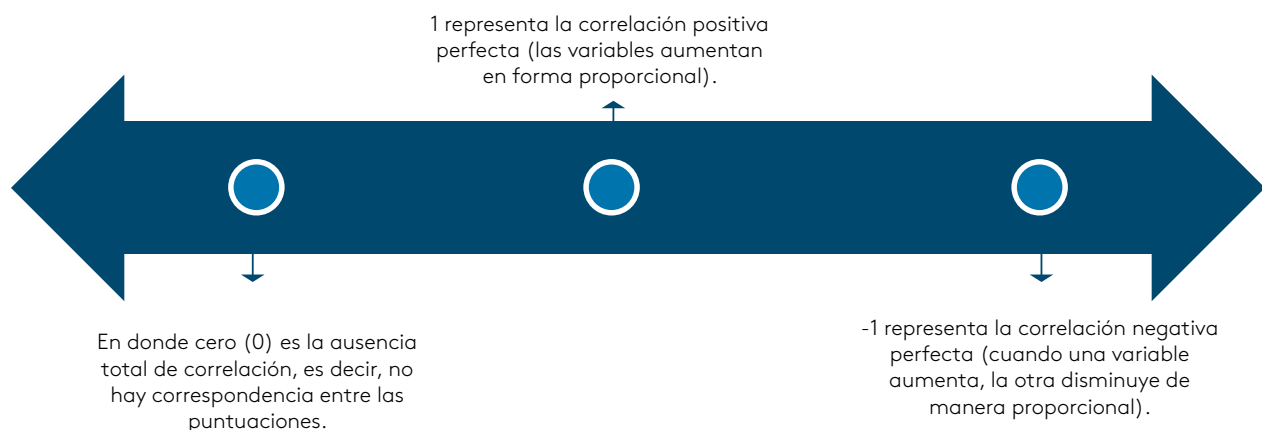 1 representa la correlación positiva
perfecta (las variables aumentan
en forma proporcional).
En donde cero (0) es la ausencia
total de correlación, es decir, no
hay correspondencia entre las
puntuaciones.
-1 representa la correlación negativa
perfecta (cuando una variable
aumenta, la otra disminuye de
manera proporcional).